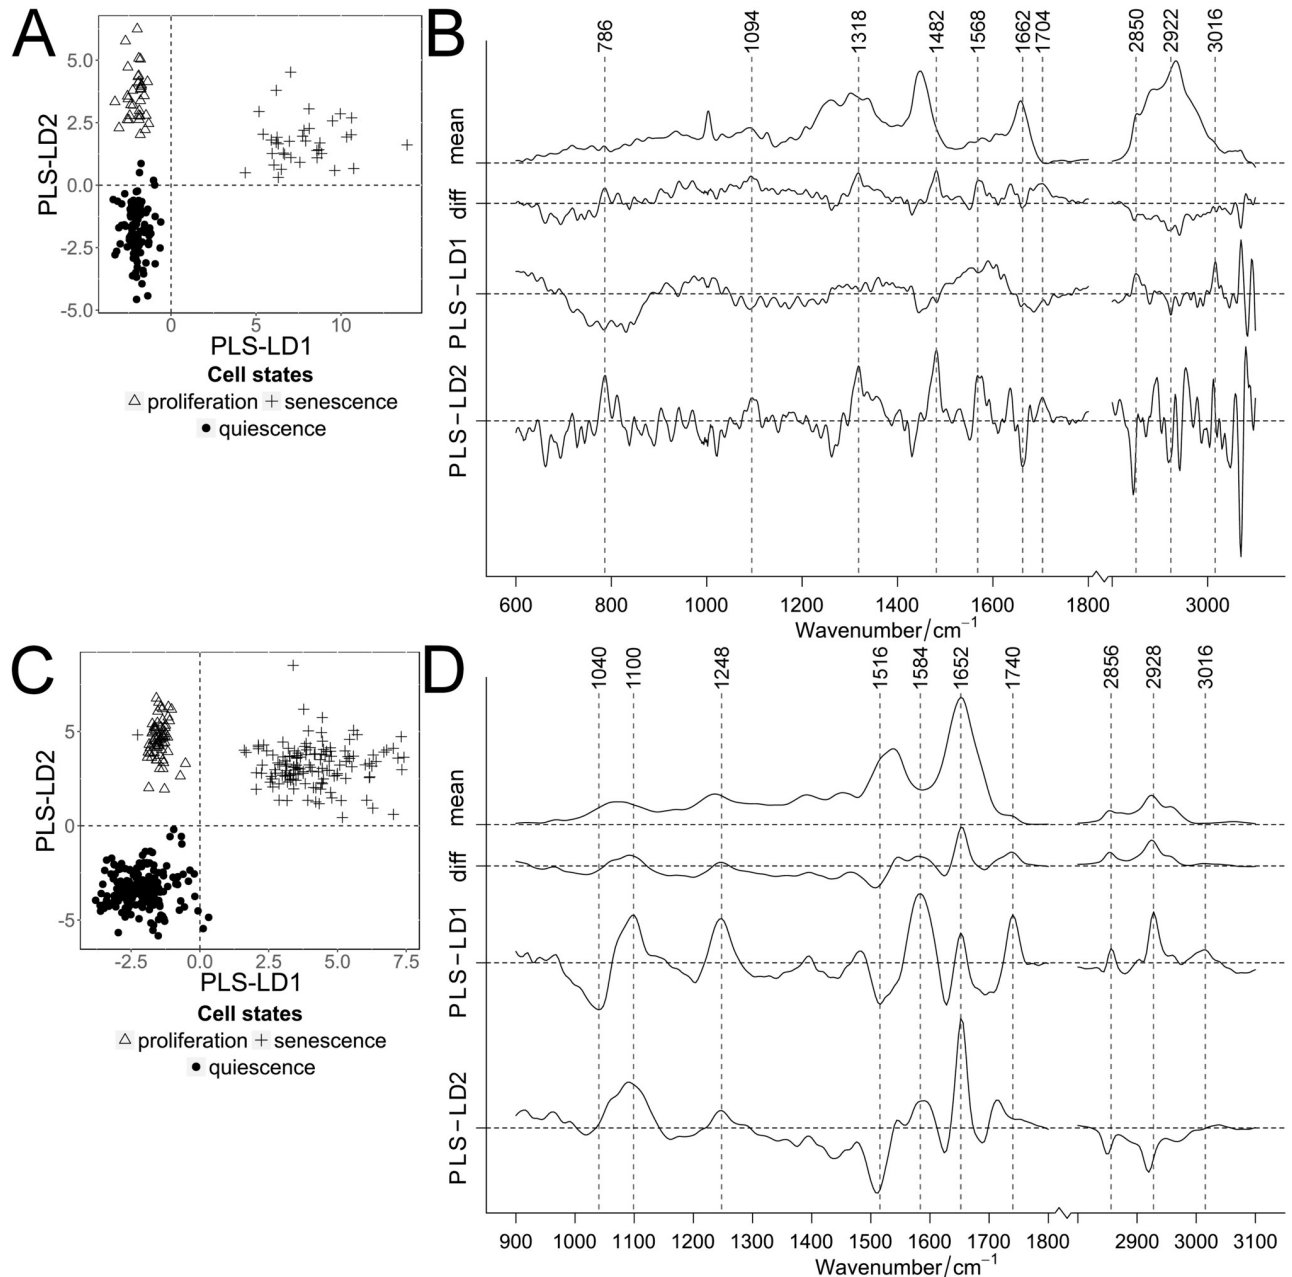 A
5.0
2.5
0.0
-2.5
-5.0
PLS-LD2
0 5 10
PLS-LD1
Cell states
△ proliferation + senescence
● quiescence
B
786 1094 1318 1482 1568 1662 1704 2850 2922 3016
mean
diff
PLS-LD1
PLS-LD2
600 800 1000 1200 1400 1600 1800 3000
Wavenumber/cm⁻¹
C
5
0
-5
PLS-LD2
-2.5 0.0 2.5 5.0 7.5
PLS-LD1
Cell states
△ proliferation + senescence
● quiescence
D
1040 1100 1248 1516 1584 1652 1740 2856 2928 3016
mean
diff
PLS-LD1
PLS-LD2
900 1000 1100 1200 1300 1400 1500 1600 1700 1800 2900 3000 3100
Wavenumber/cm⁻¹